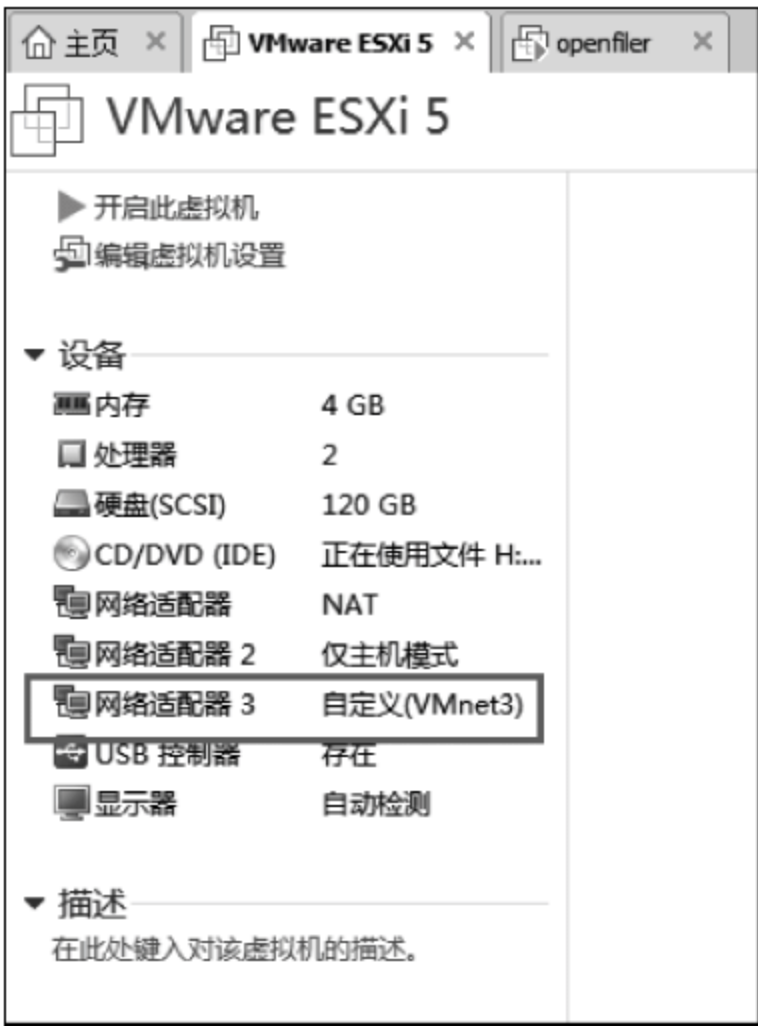 主页 × VMware ESXi 5 × openfiler ×
VMware ESXi 5
开启此虚拟机
编辑虚拟机设置
设备
内存 4 GB
处理器 2
硬盘(SCSI) 120 GB
CD/DVD (IDE) 正在使用文件 H:...
网络适配器 NAT
网络适配器 2 仅主机模式
网络适配器 3 自定义(VMnet3)
USB 控制器 存在
显示器 自动检测
描述
在此处键入对该虚拟机的描述。